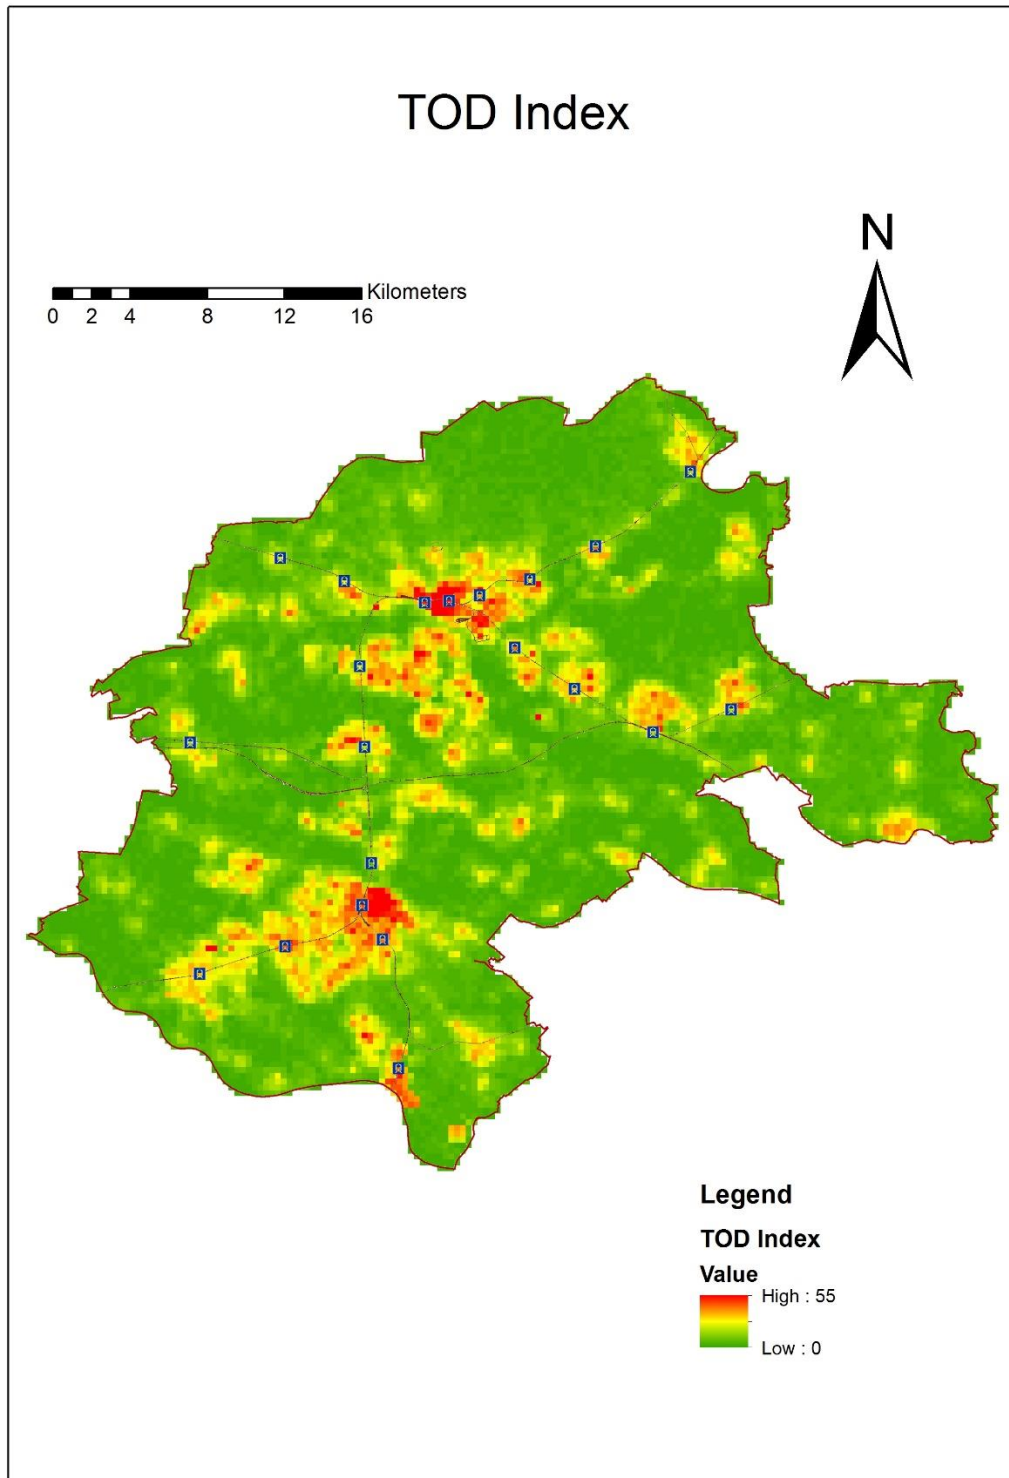 TOD Index
N
Kilometers
0 2 4 8 12 16
Legend
TOD Index
Value
High : 55
Low : 0